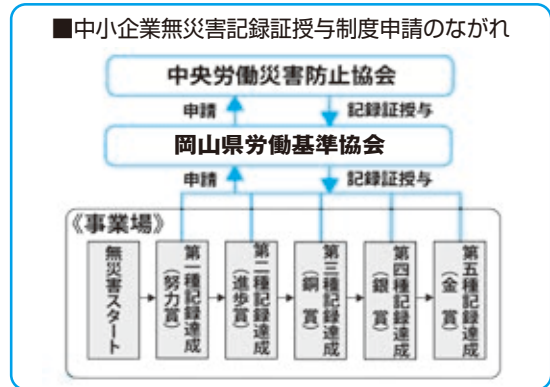 ■中小企業無災害記録証授与制度申請のながれ
中央労働災害防止協会
申請
記録証授与
岡山県労働基準協会
申請
記録証授与
《事業場》
無災害スタート
第一種記録達成
(努力賞)
第二種記録達成
(進歩賞)
第三種記録達成
(銅 賞)
第四種記録達成
(銀 賞)
第五種記録達成
(金 賞)